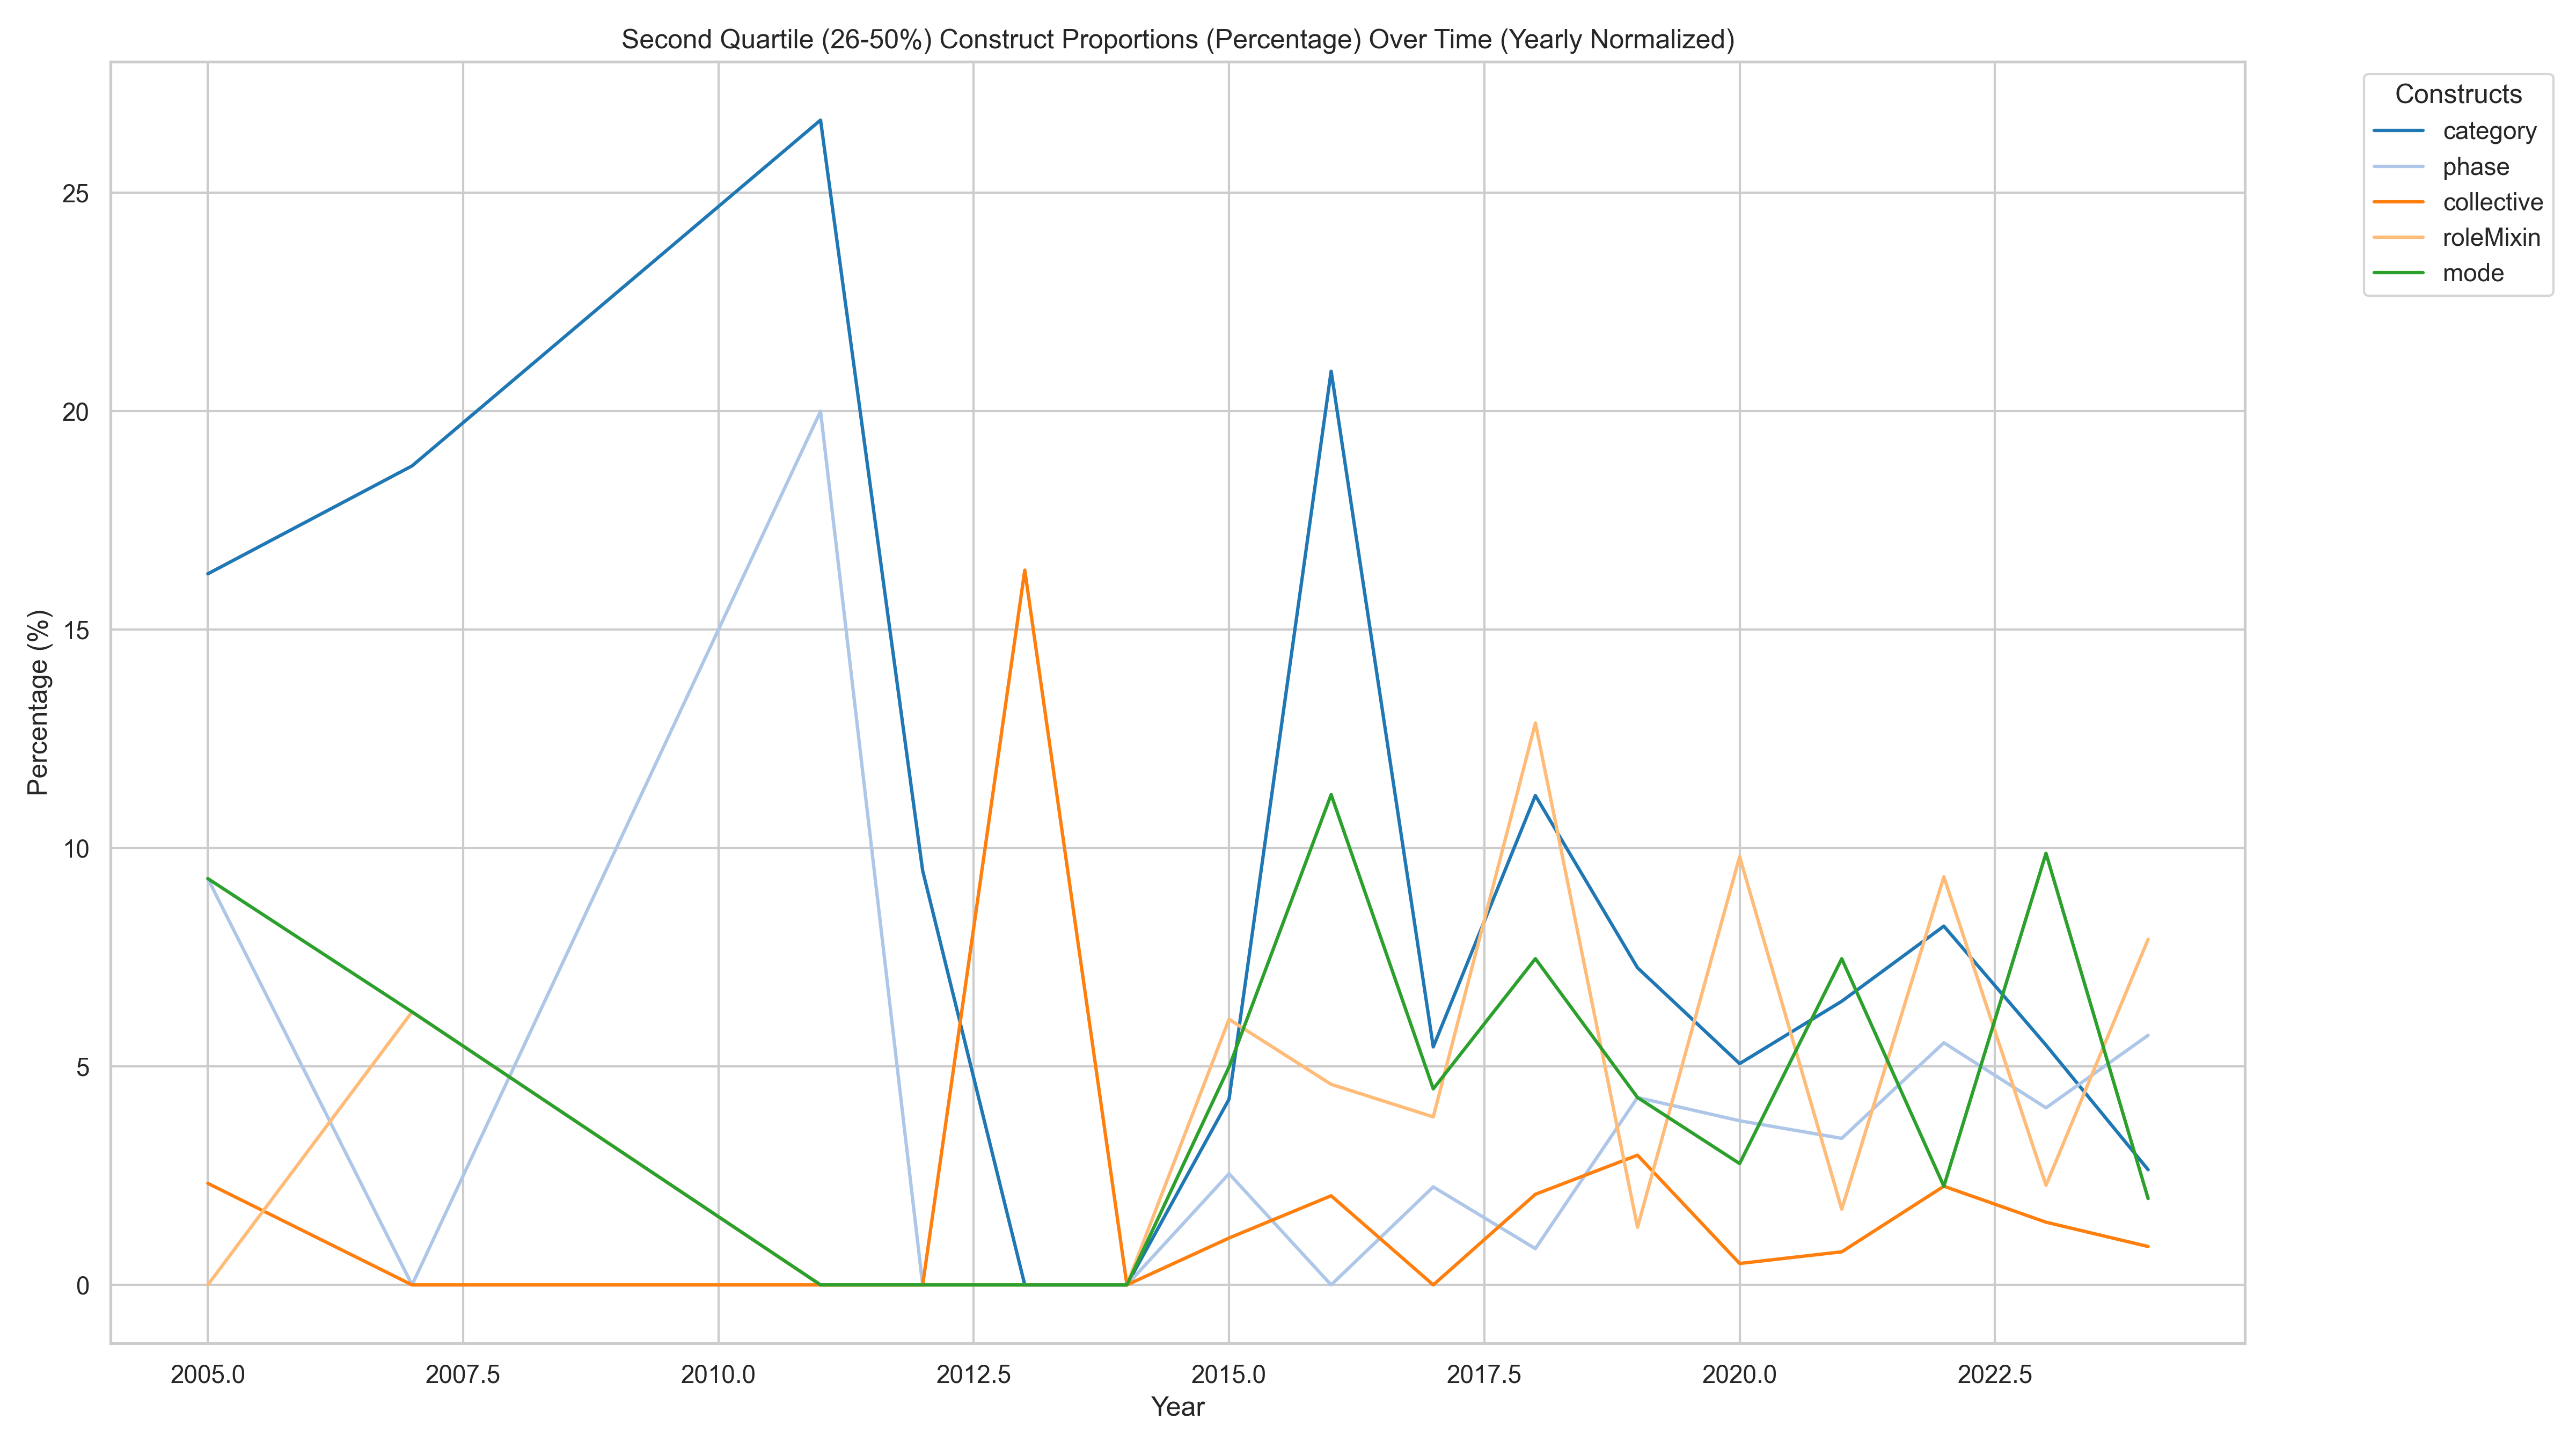 Second Quartile (26-50%) Construct Proportions (Percentage) Over Time (Yearly Normalized)
Constructs
category
phase
collective
roleMixin
mode
Percentage (%)
25
20
15
10
5
0
2005.0
2007.5
2010.0
2012.5
2015.0
2017.5
2020.0
2022.5
Year